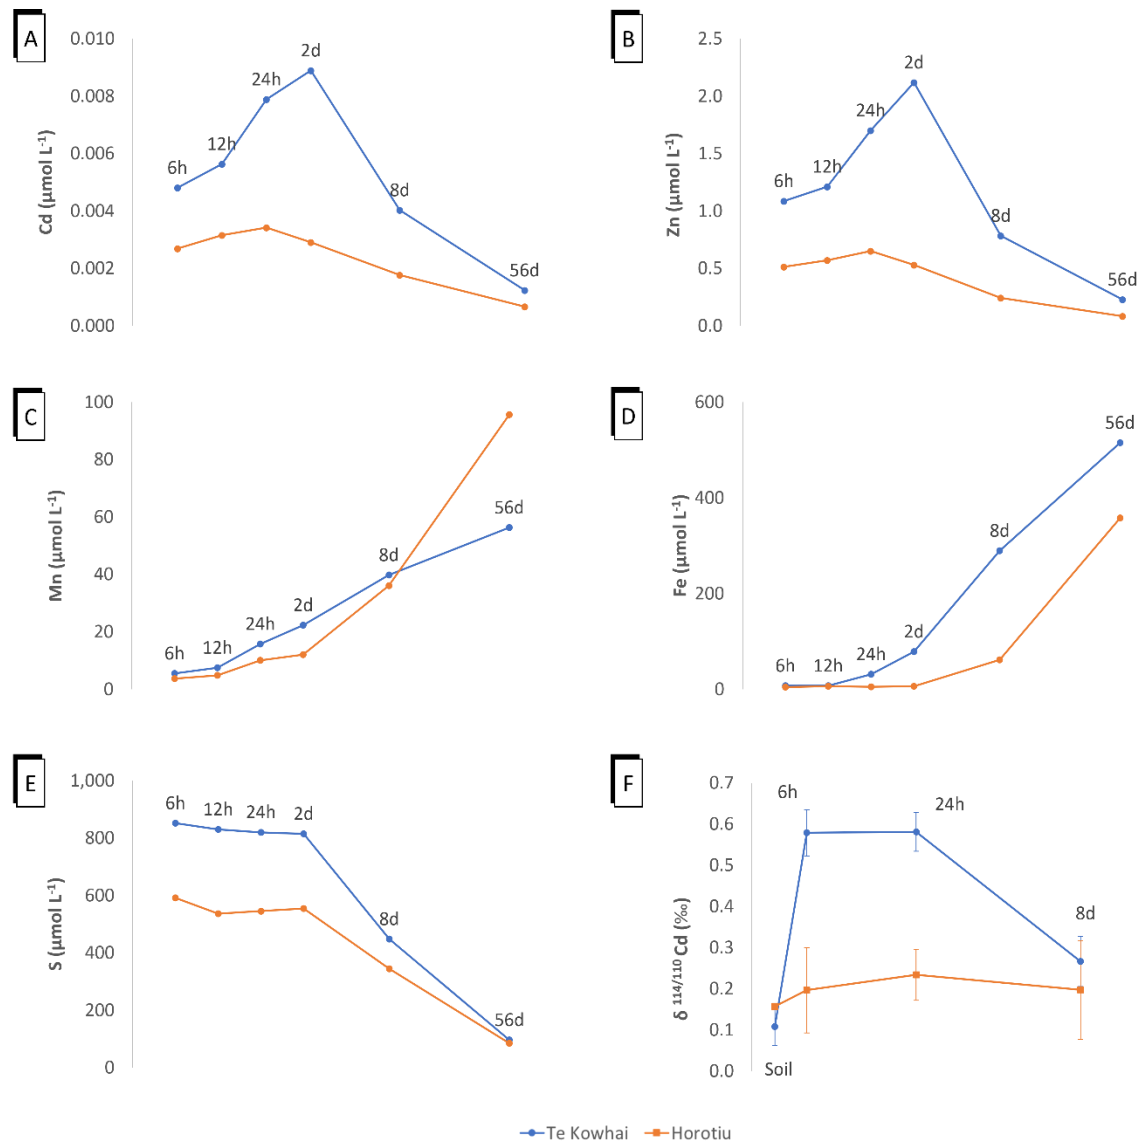 A
Cd (µmol L⁻¹)
0.010
0.008
0.006
0.004
0.002
0.000
6h
12h
24h
2d
8d
56d
B
Zn (µmol L⁻¹)
2.5
2.0
1.5
1.0
0.5
0.0
6h
12h
24h
2d
8d
56d
C
Mn (µmol L⁻¹)
100
80
60
40
20
0
6h
12h
24h
2d
8d
56d
D
Fe (µmol L⁻¹)
600
400
200
0
6h
12h
24h
2d
8d
56d
E
S (µmol L⁻¹)
1,000
800
600
400
200
0
6h
12h
24h
2d
8d
56d
F
δ ¹¹⁴/¹¹⁰ Cd (‰)
0.7
0.6
0.5
0.4
0.3
0.2
0.1
0.0
Soil
6h
24h
8d
Te Kowhai
Horotiu